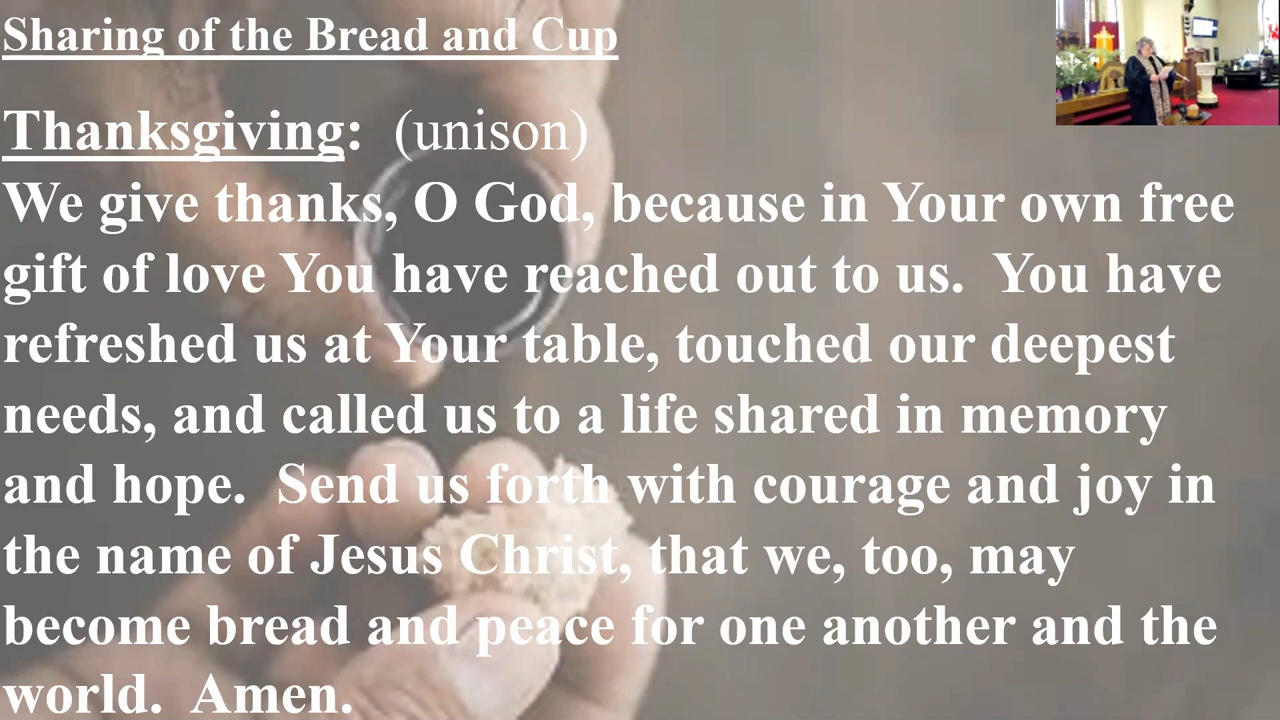 Sharing of the Bread and Cup
Thanksgiving: (unison)
We give thanks, O God, because in Your own free
gift of love You have reached out to us. You have
refreshed us at Your table, touched our deepest
needs, and called us to a life shared in memory
and hope. Send us forth with courage and joy in
the name of Jesus Christ, that we, too, may
become bread and peace for one another and the
world. Amen.